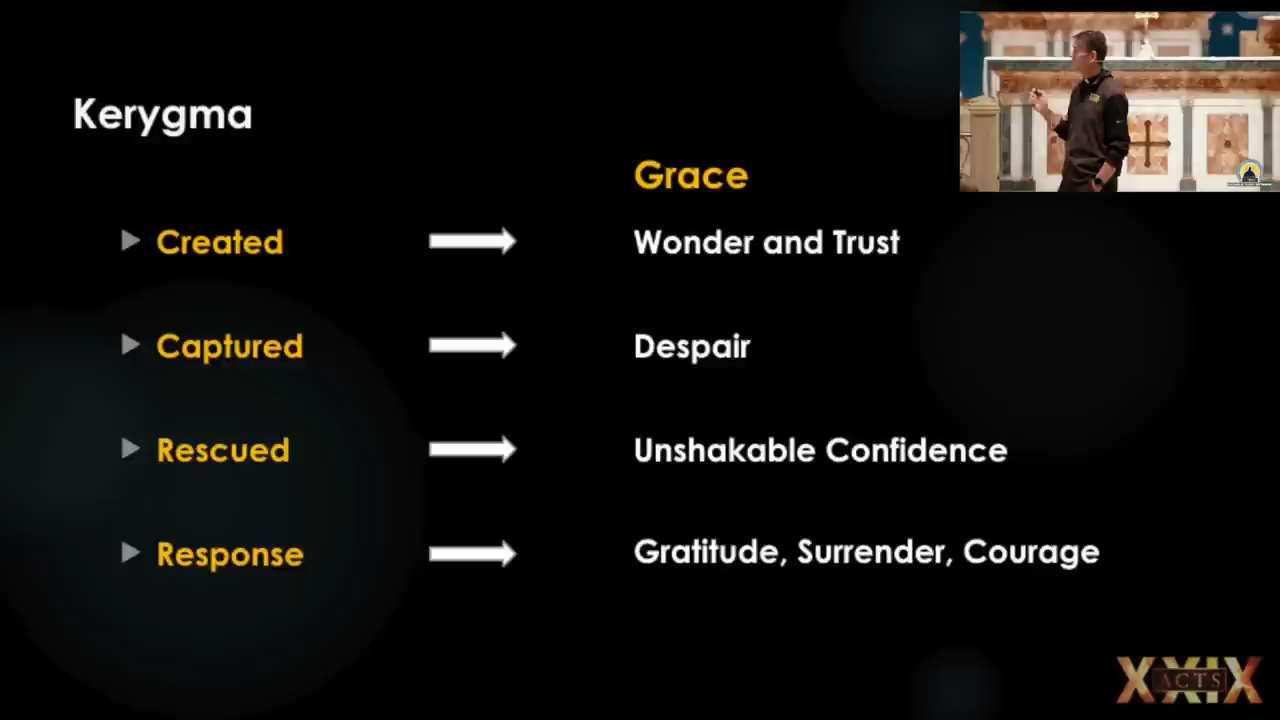 Kerygma
Grace
Created
Wonder and Trust
Captured
Despair
Rescued
Unshakable Confidence
Response
Gratitude, Surrender, Courage
XXIX
ACTS